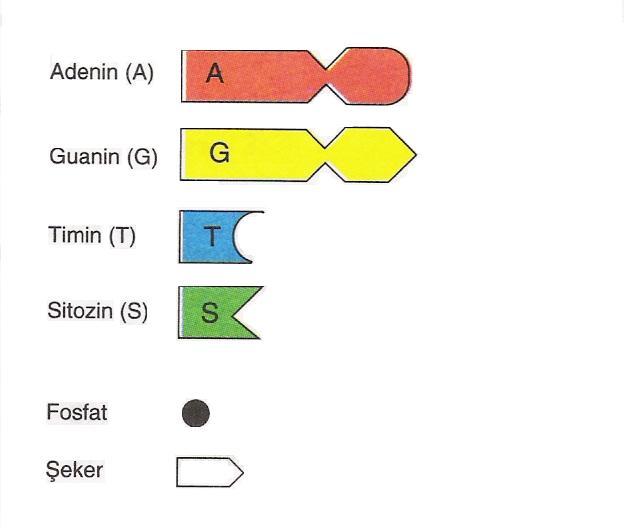 Adenin (A) A
Guanin (G) G
Timin (T) T
Sitozin (S) S
Fosfat
Şeker